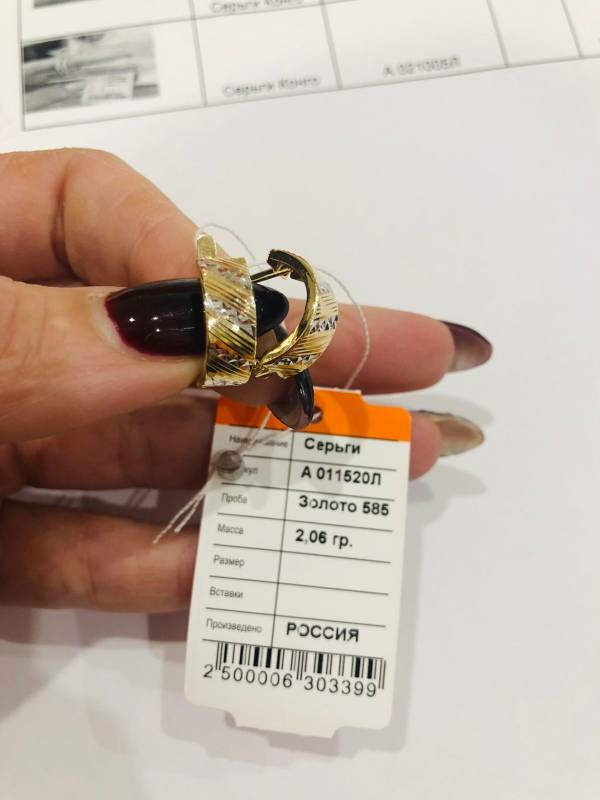 Серьги Конго
Серьги Конго А 021005Л
Серьги
А 011520Л
Проба Золото 585
Масса 2,06 гр.
Размер
Вставки
Произведено РОССИЯ
2 500006 303399